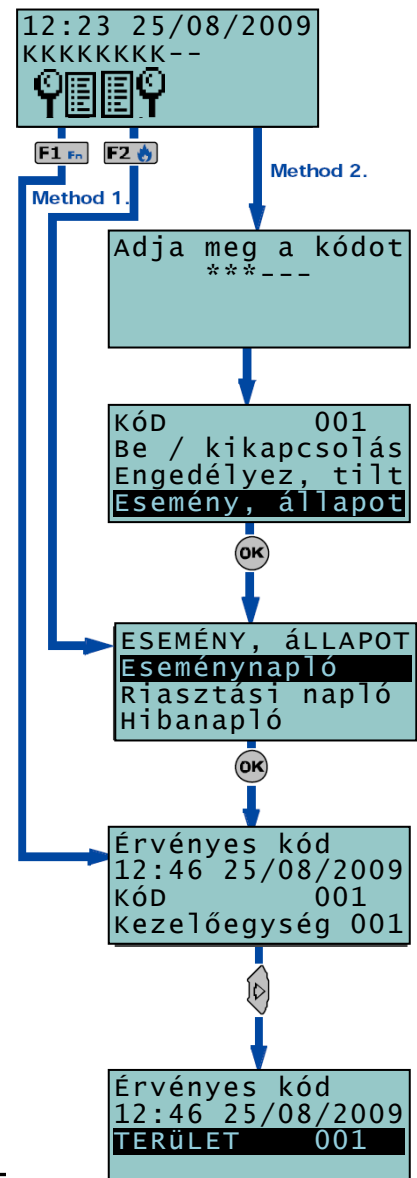 12:23 25/08/2009
KKKKKKKK--
F1 Fn F2
Method 2.
Method 1.
Adja meg a kódot
***---
KóD 001
Be / kikapcsolás
Engedélyez, tilt
Esemény, állapot
OK
ESEMÉNY, áLLAPOT
Eseménynapló
Riasztási napló
Hibanapló
OK
Érvényes kód
12:46 25/08/2009
KóD 001
Kezelőegység 001
Érvényes kód
12:46 25/08/2009
TERüLET 001